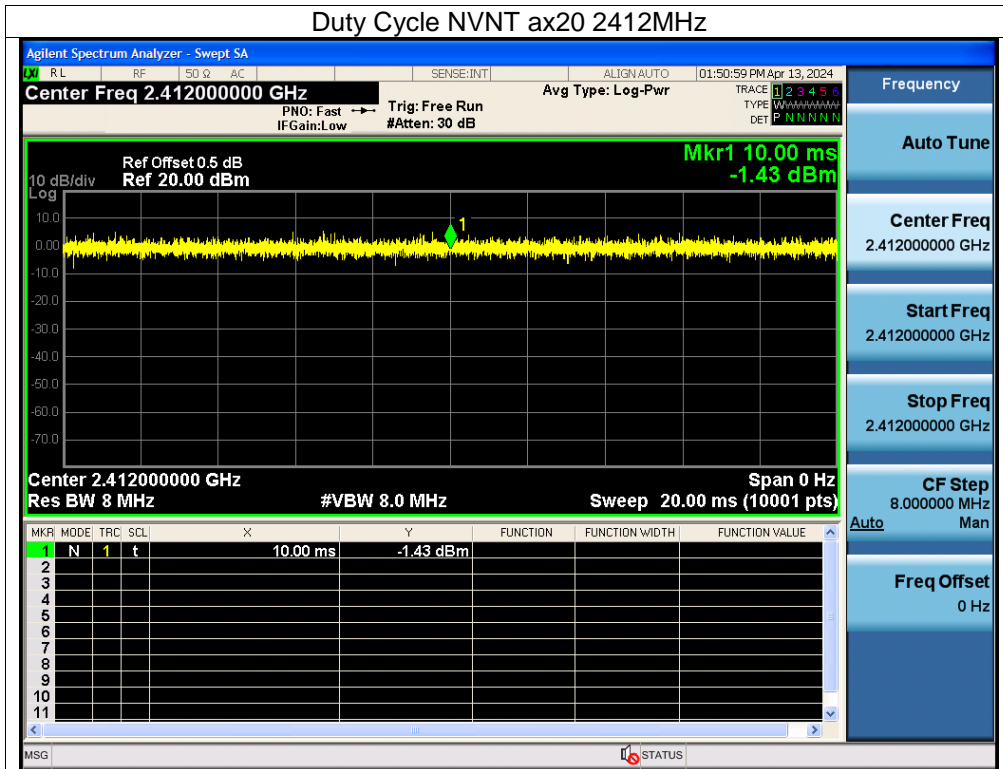 Duty Cycle NVNT ax20 2412MHz
Agilent Spectrum Analyzer - Swept SA
LXI RL RF 50 Ω AC SENSE:INT ALIGN AUTO 01:50:59 PM Apr 13, 2024
Center Freq 2.412000000 GHz
PNO: Fast
IFGain:Low
Trig: Free Run
#Atten: 30 dB
Avg Type: Log-Pwr
TRACE 1 2 3 4 5 6
TYPE WWWWWW
DET P N N N N N
Mkr1 10.00 ms
-1.43 dBm
Ref Offset 0.5 dB
10 dB/div Ref 20.00 dBm
Log
10.0
1
0.00
-10.0
-20.0
-30.0
-40.0
-50.0
-60.0
-70.0
Center 2.412000000 GHz Span 0 Hz
Res BW 8 MHz #VBW 8.0 MHz Sweep 20.00 ms (10001 pts)
MKR MODE TRC SCL X Y FUNCTION FUNCTION WIDTH FUNCTION VALUE
1 N 1 t 10.00 ms -1.43 dBm
2
3
4
5
6
7
8
9
10
11
MSG STATUS
Frequency
Auto Tune
Center Freq
2.412000000 GHz
Start Freq
2.412000000 GHz
Stop Freq
2.412000000 GHz
CF Step
8.000000 MHz
Auto Man
Freq Offset
0 Hz